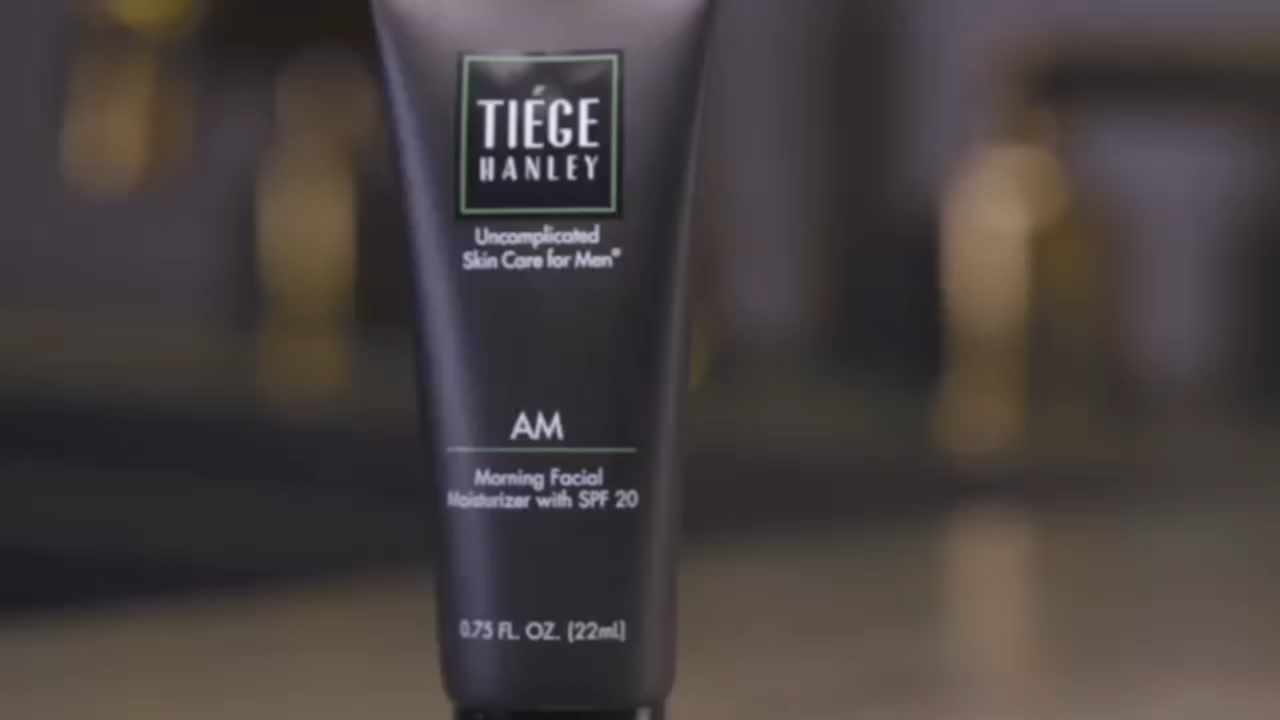 TIÉGE
HANLEY
Uncomplicated
Skin Care for Men®
AM
Morning Facial
Moisturizer with SPF 20
0.75 FL. OZ. (22mL)